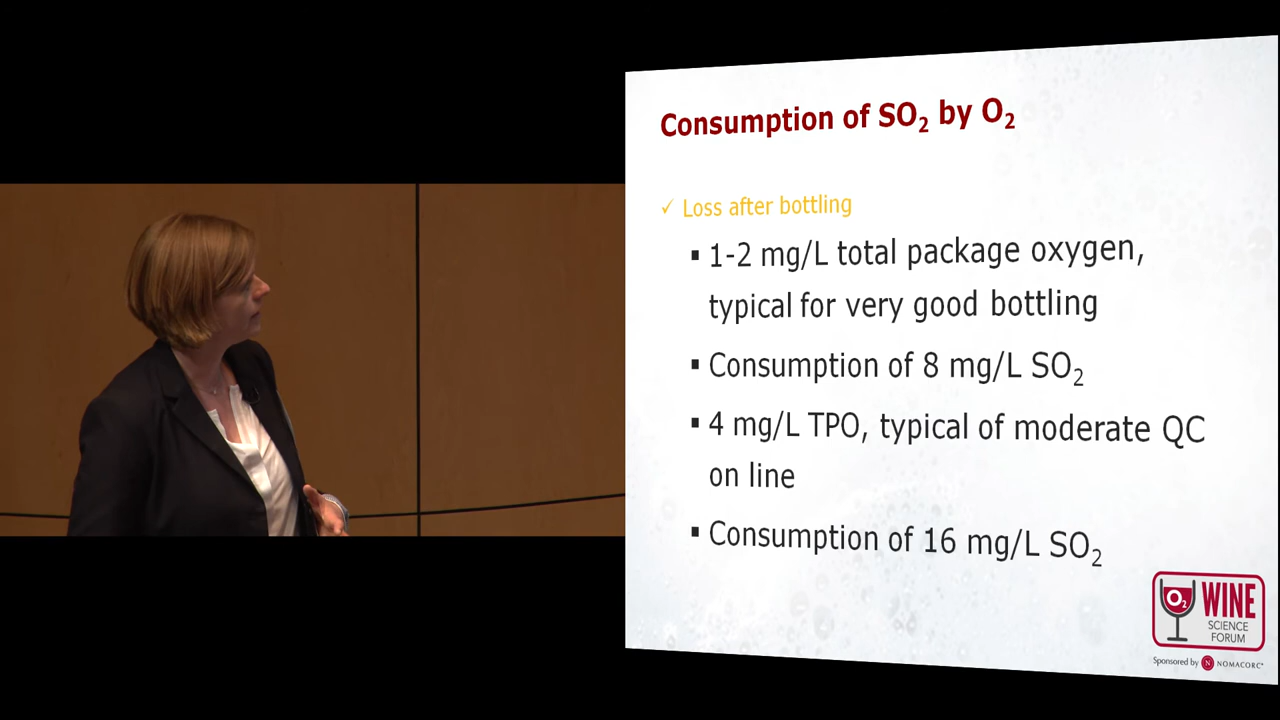 Consumption of SO₂ by O₂
✓ Loss after bottling
▪ 1-2 mg/L total package oxygen,
typical for very good bottling
▪ Consumption of 8 mg/L SO₂
▪ 4 mg/L TPO, typical of moderate QC
on line
▪ Consumption of 16 mg/L SO₂
O₂ WINE
SCIENCE
FORUM
Sponsored by N NOMACORC